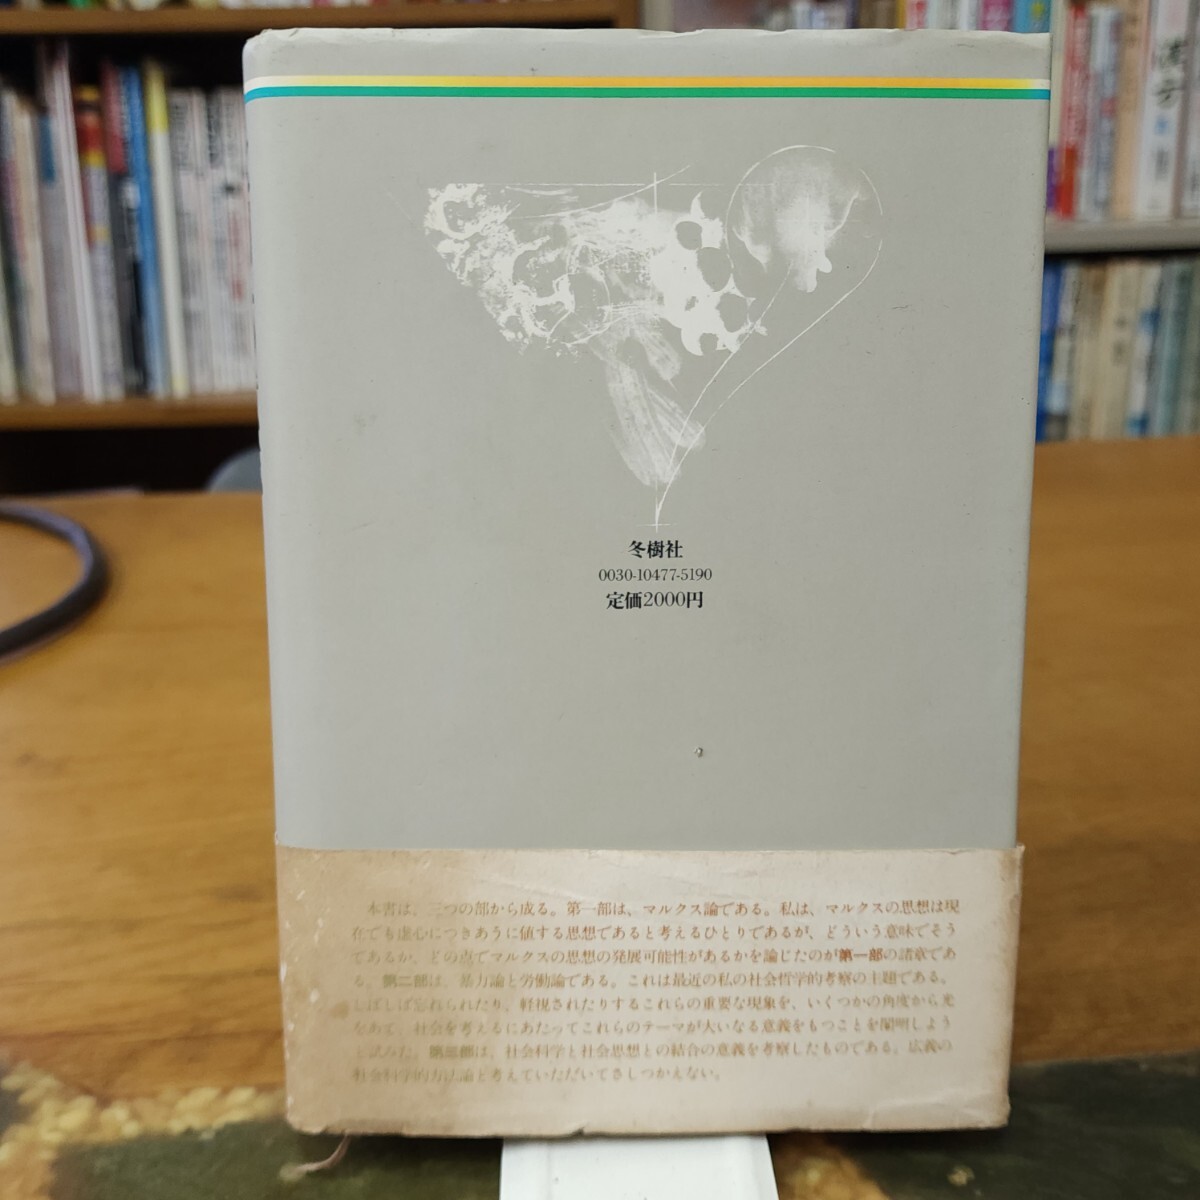 冬樹社
0030-10477-5190
定価2000円
本書は、三つの部から成る。第一部は、マルクス論である。私は、マルクスの思想は現
在でも虚心につきあうに値する思想であると考えるひとりであるが、どういう意味でそう
であるか、どの点でマルクスの思想の発展可能性があるかを論じたのが第一部の諸章であ
る。第二部は、暴力論と労働論である。これは最近の私の社会哲学的考察の主題である。
しばしば忘れられたり、軽視されたりするこれらの重要な現象を、いくつかの角度から光
をあて、社会を考えるにあたってこれらのテーマが大いなる意義をもつことを闡明しよう
と試みた。第三部は、社会科学と社会思想との結合の意義を考察したものである。広義の
社会科学的方法論と考えていただいてさしつかえない。